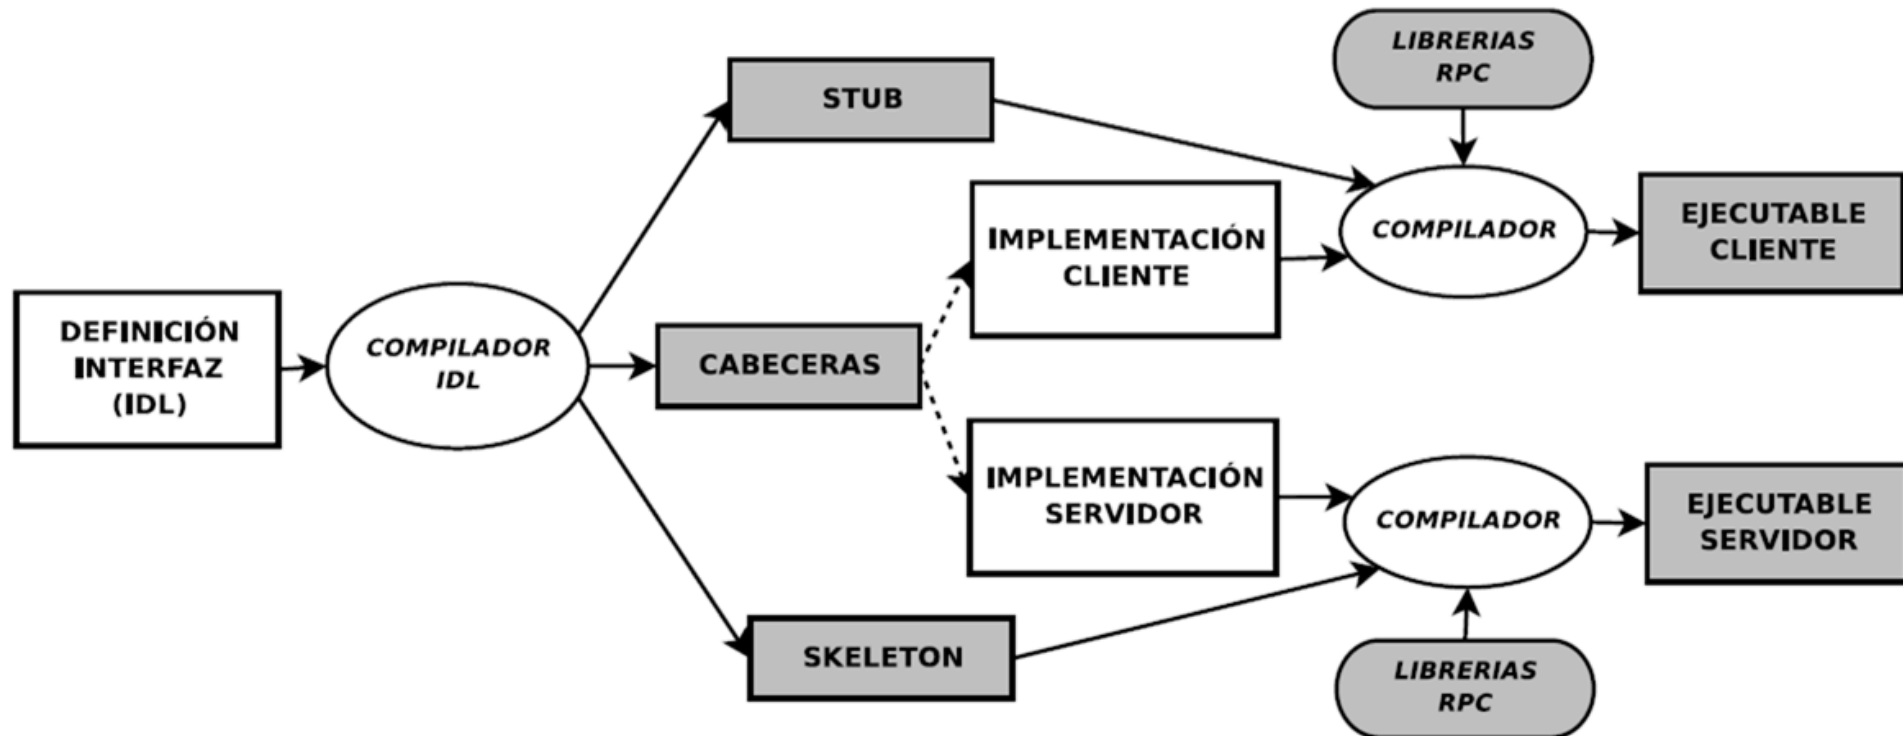 LIBRERIAS
RPC
STUB
IMPLEMENTACIÓN
CLIENTE
COMPILADOR
EJECUTABLE
CLIENTE
DEFINICIÓN
INTERFAZ
(IDL)
COMPILADOR
IDL
CABECERAS
IMPLEMENTACIÓN
SERVIDOR
COMPILADOR
EJECUTABLE
SERVIDOR
SKELETON
LIBRERIAS
RPC